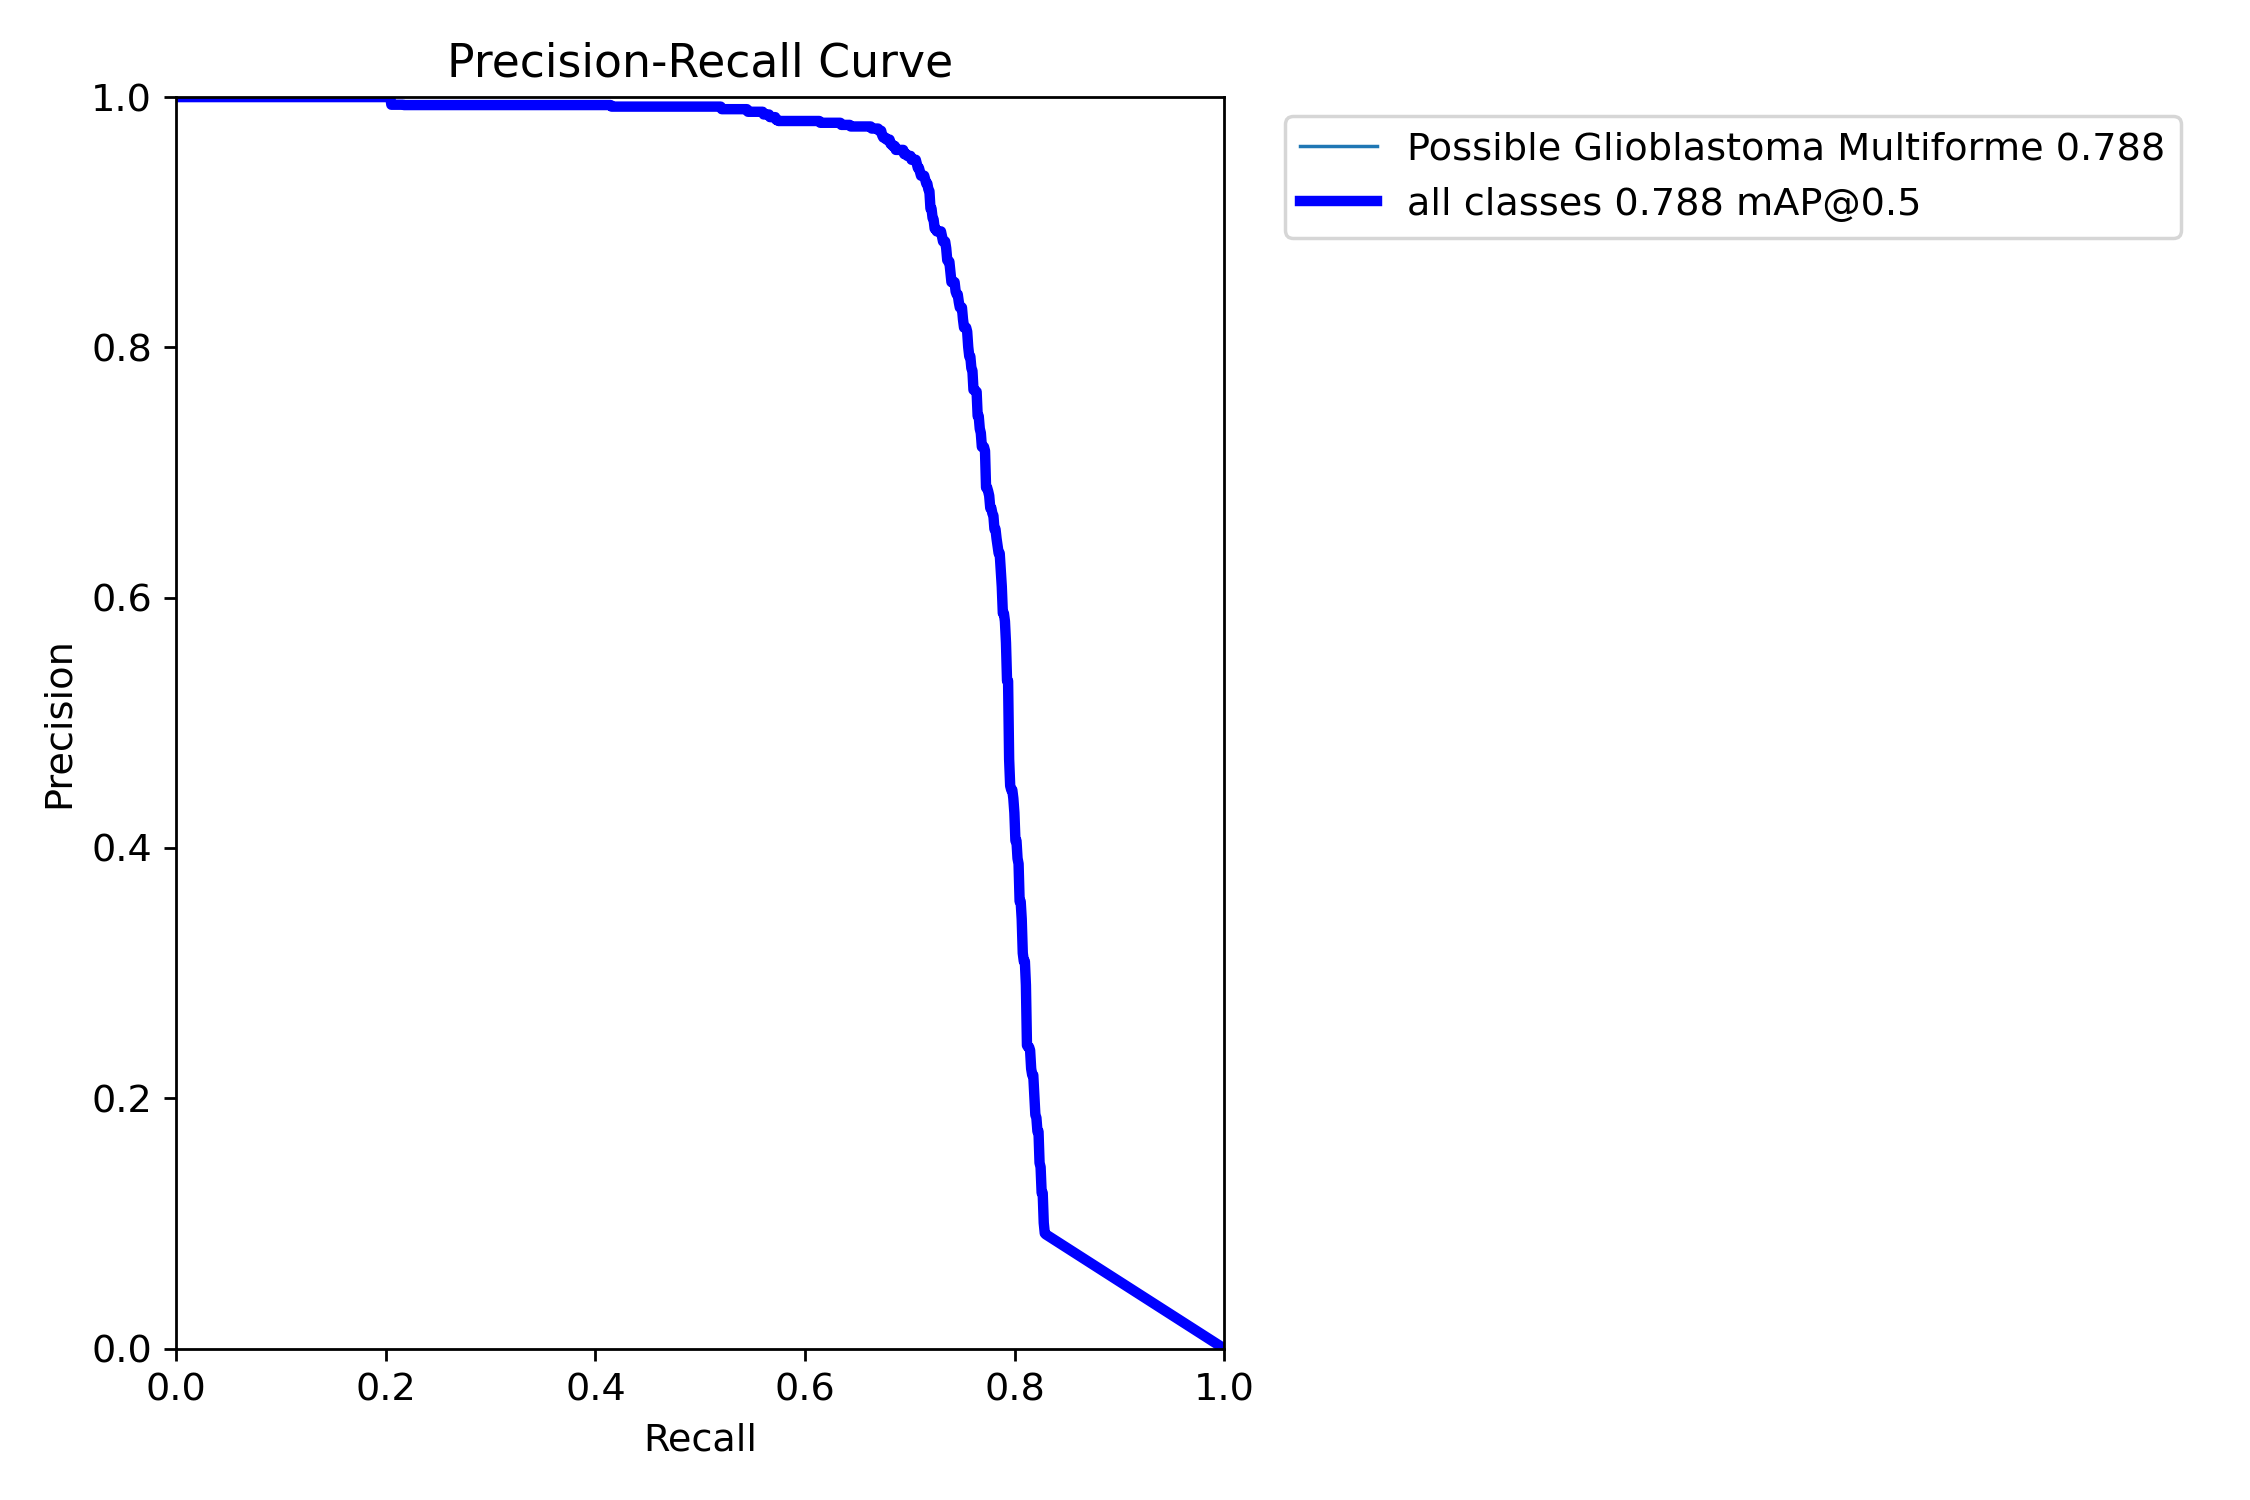 Precision-Recall Curve
1.0
0.8
0.6
0.4
0.2
0.0
Precision
0.0 0.2 0.4 0.6 0.8 1.0
Recall
Possible Glioblastoma Multiforme 0.788
all classes 0.788 mAP@0.5